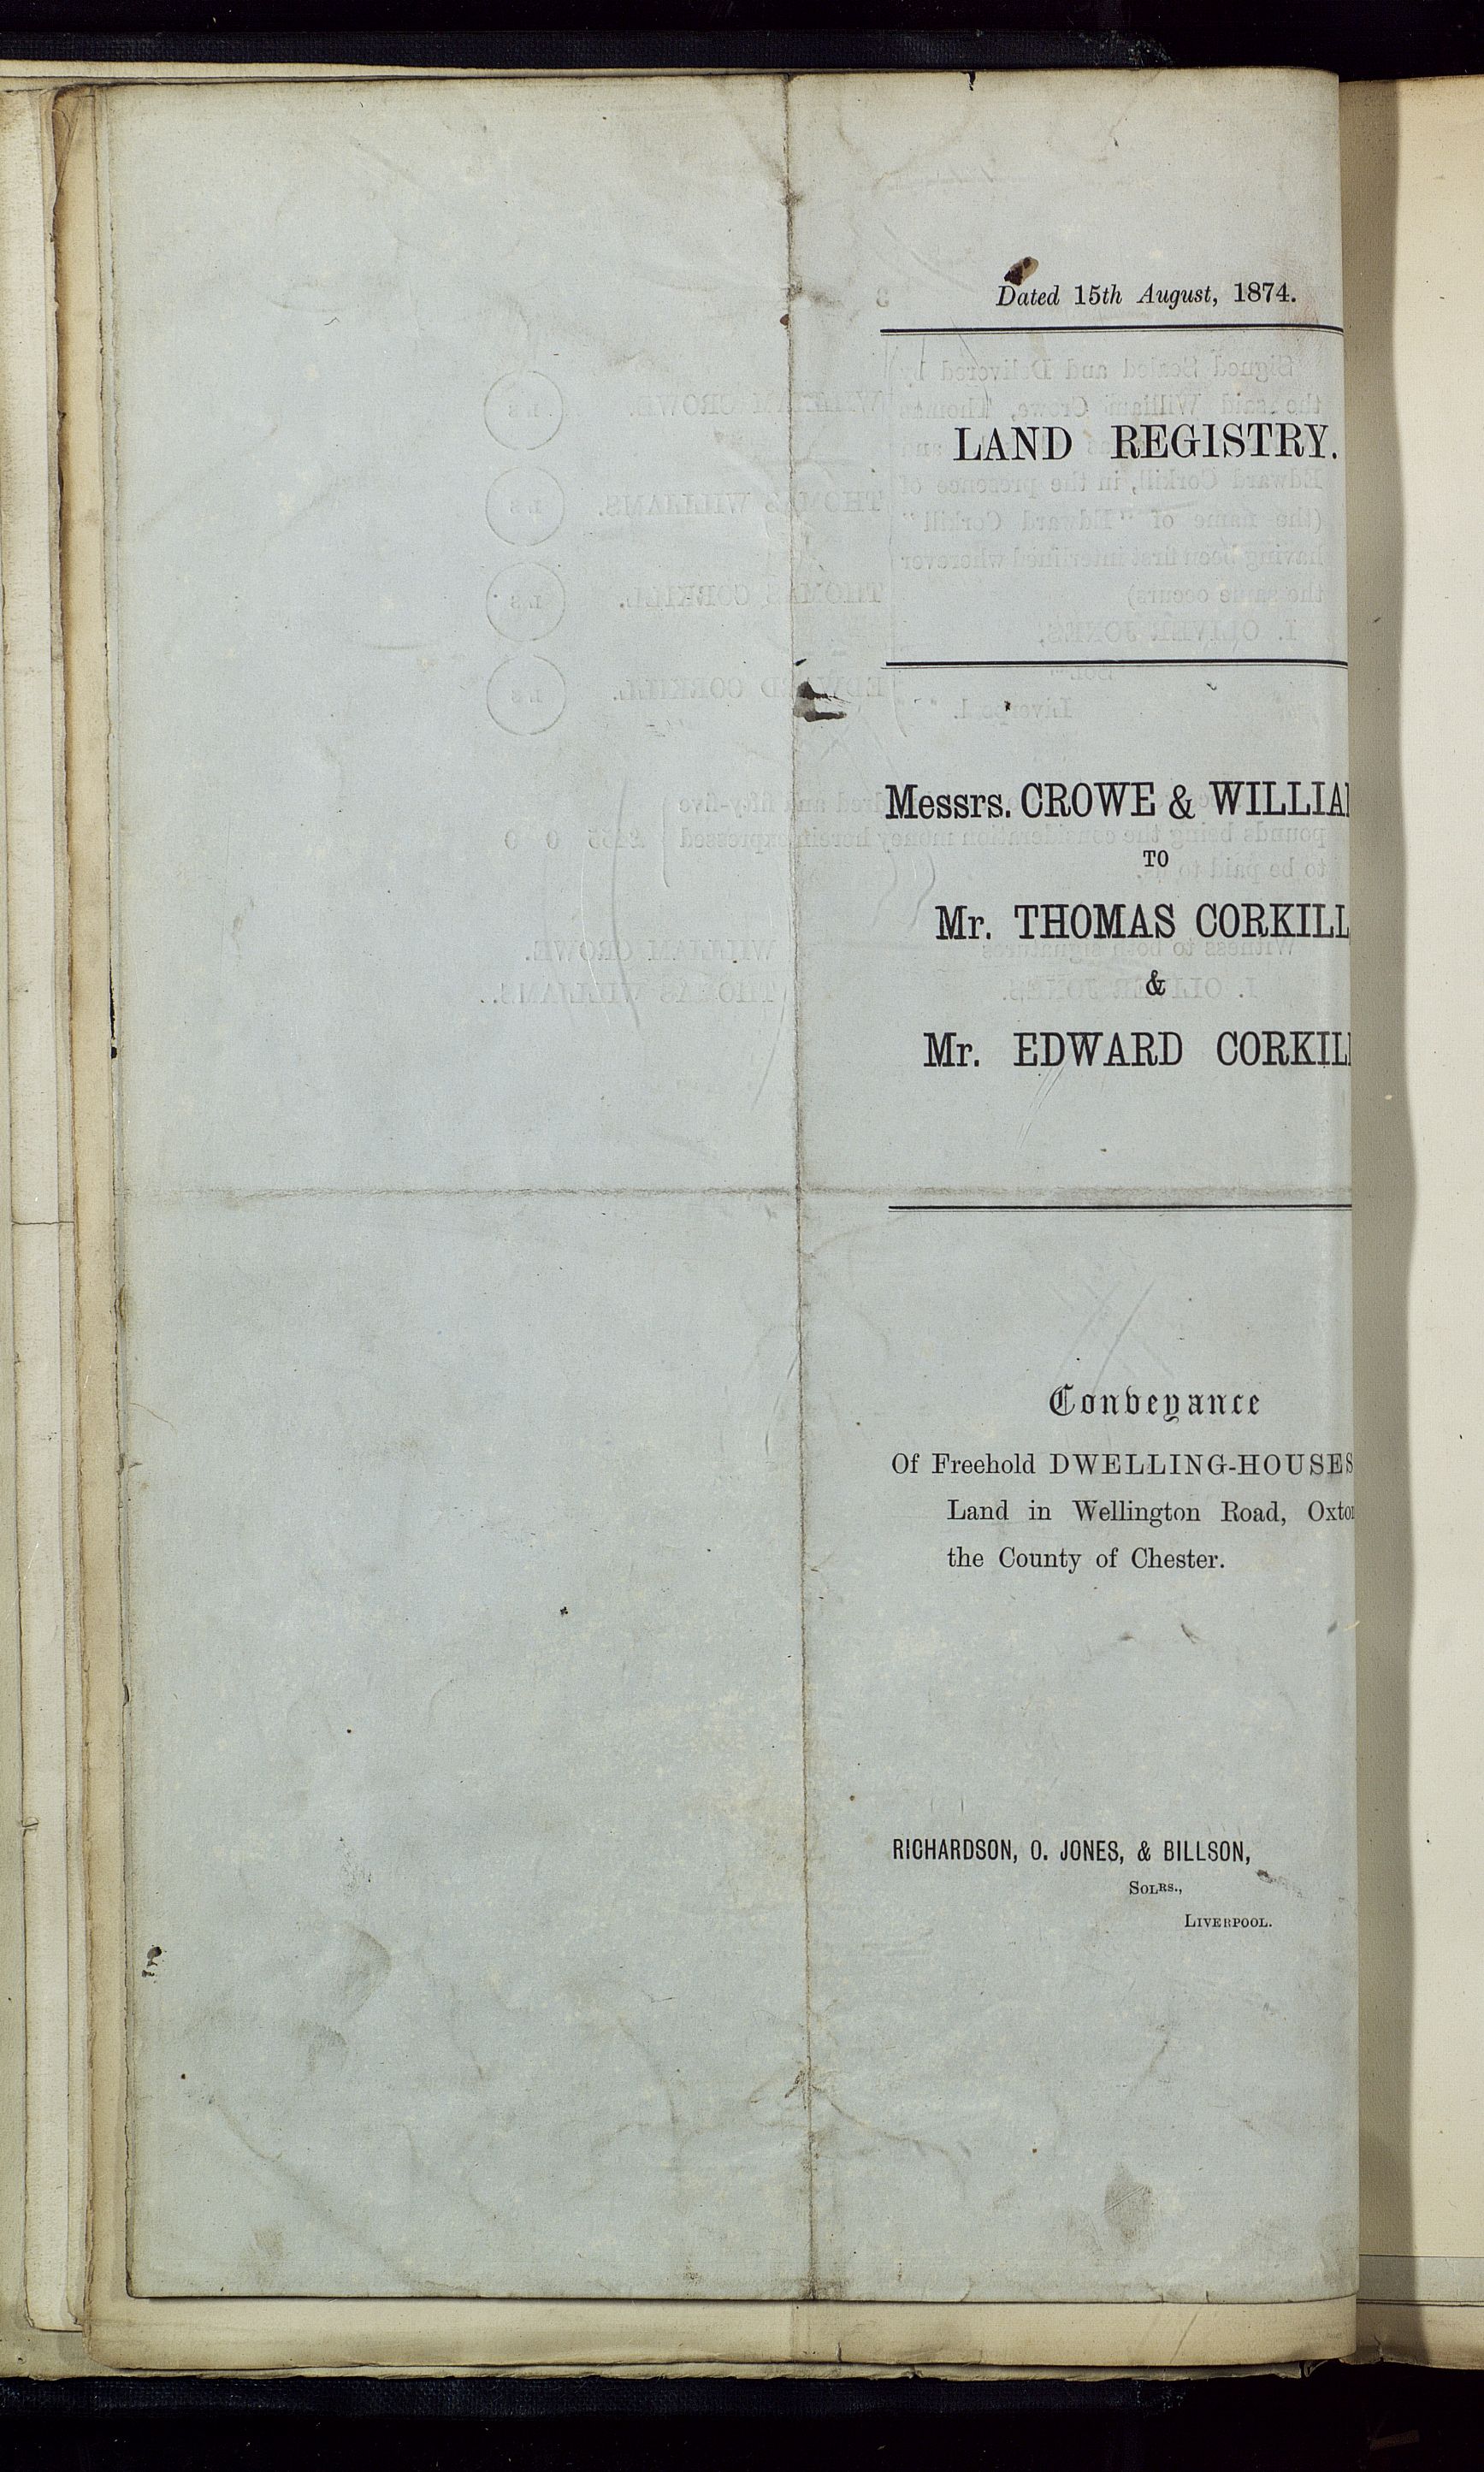 Dated 15th August, 1874.
LAND REGISTRY.
Messrs. CROWE & WILLIA
TO
Mr. THOMAS CORKILL
&
Mr. EDWARD CORKIL
Conveyance
Of Freehold DWELLING-HOUSES
Land in Wellington Road, Oxto
the County of Chester.
RICHARDSON, O. JONES, & BILLSON,
SOLRS.,
LIVERPOOL.